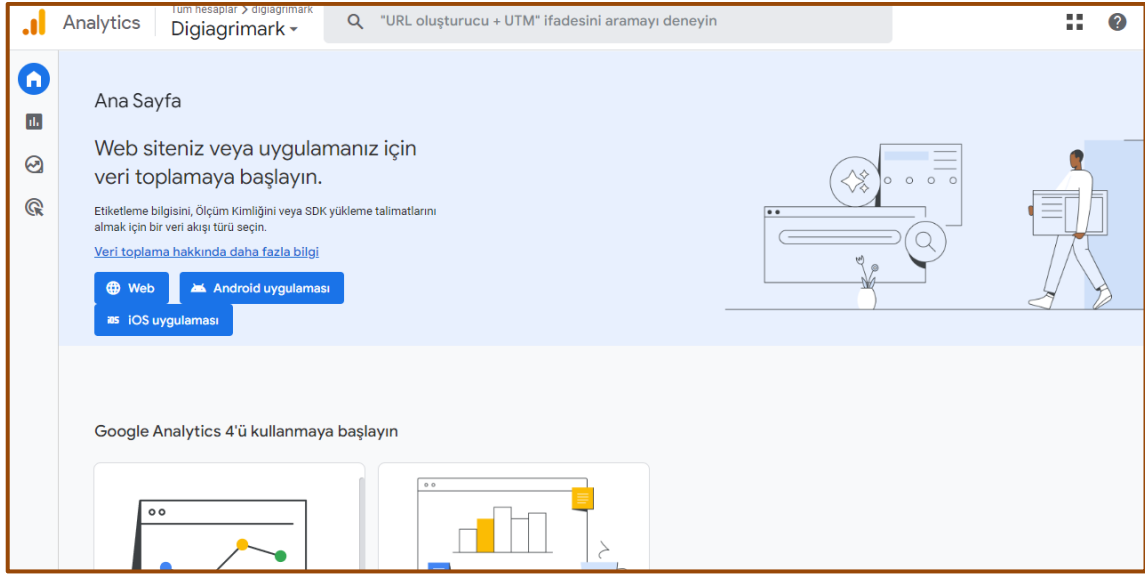 Tüm hesaplar > digiagrimark
Analytics
Digiagrimark
"URL oluşturucu + UTM" ifadesini aramayı deneyin
Ana Sayfa
Web siteniz veya uygulamanız için
veri toplamaya başlayın.
Etiketleme bilgisini, Ölçüm Kimliğini veya SDK yükleme talimatlarını
almak için bir veri akışı türü seçin.
Veri toplama hakkında daha fazla bilgi
Web
Android uygulaması
iOS iOS uygulaması
Google Analytics 4'ü kullanmaya başlayın